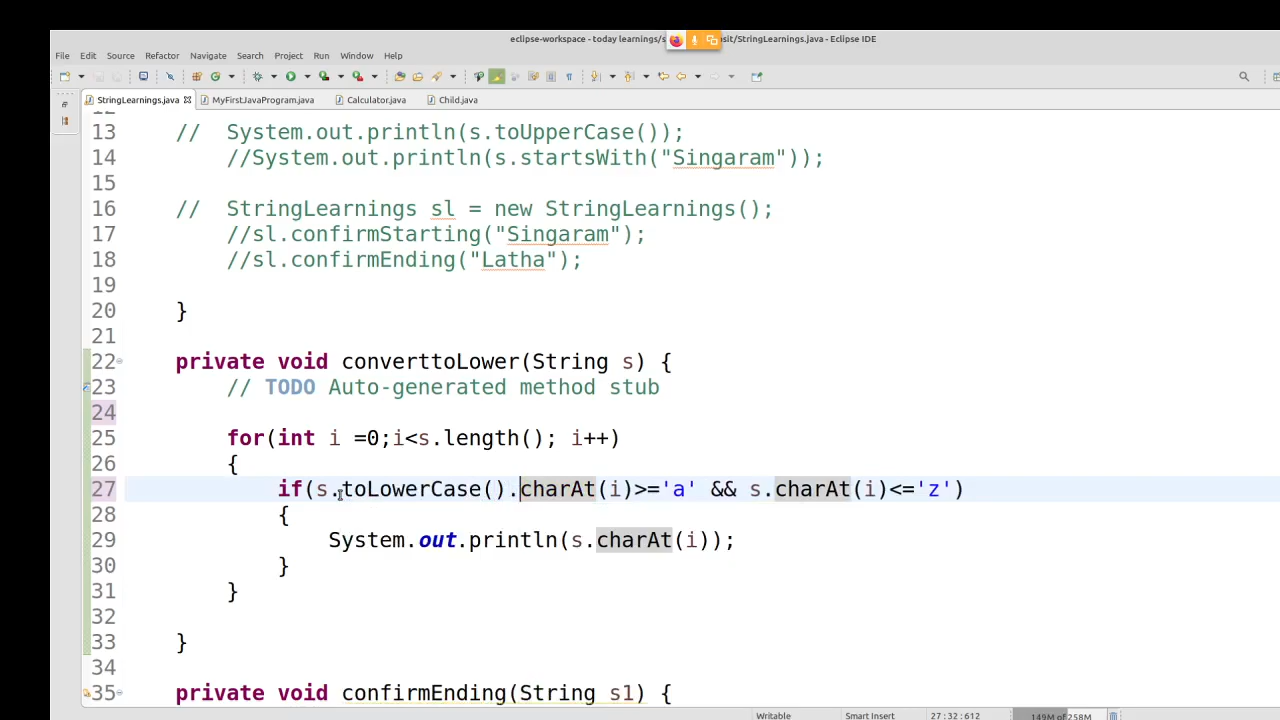 eclipse-workspace - today learnings/s sit/StringLearnings.java - Eclipse IDE
File Edit Source Refactor Navigate Search Project Run Window Help
StringLearnings.java MyFirstJavaProgram.java Calculator.java Child.java
13 // System.out.println(s.toUpperCase());
14 //System.out.println(s.startsWith("Singaram"));
15
16 // StringLearnings sl = new StringLearnings();
17 //sl.confirmStarting("Singaram");
18 //sl.confirmEnding("Latha");
19
20 }
21
22 private void converttoLower(String s) {
23 // TODO Auto-generated method stub
24
25 for(int i =0;i<s.length(); i++)
26 {
27 if(s.toLowerCase().charAt(i)>='a' && s.charAt(i)<='z')
28 {
29 System.out.println(s.charAt(i));
30 }
31 }
32
33 }
34
35 private void confirmEnding(String s1) {
Writable Smart Insert 27:32:612 149M of 258M